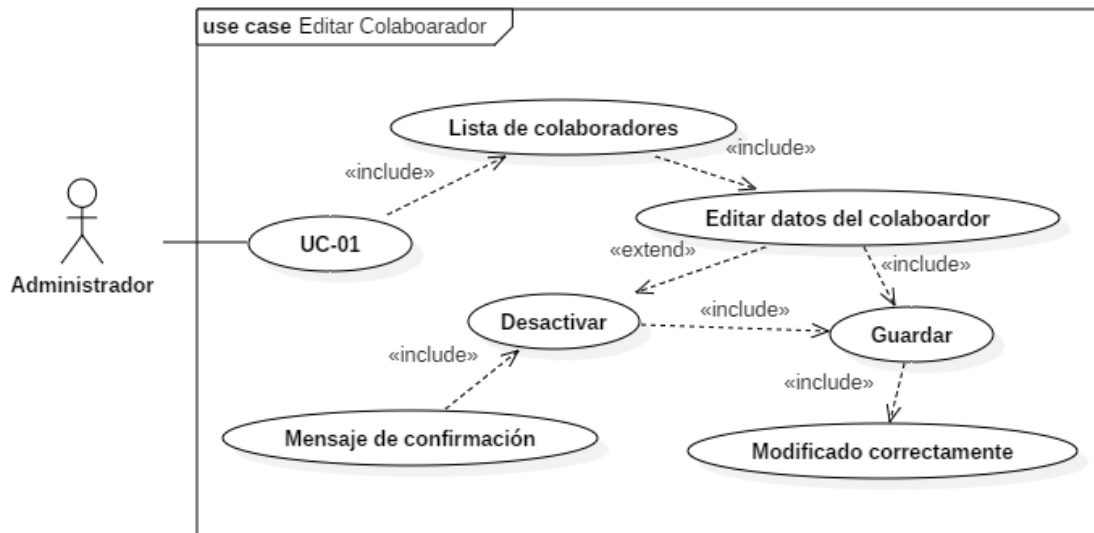 use case Editar Colaboarador
Lista de colaboradores
«include»
«include»
Editar datos del colaboardor
UC-01
«extend»
«include»
Administrador
«include»
Desactivar
Guardar
«include»
«include»
Mensaje de confirmación
Modificado correctamente